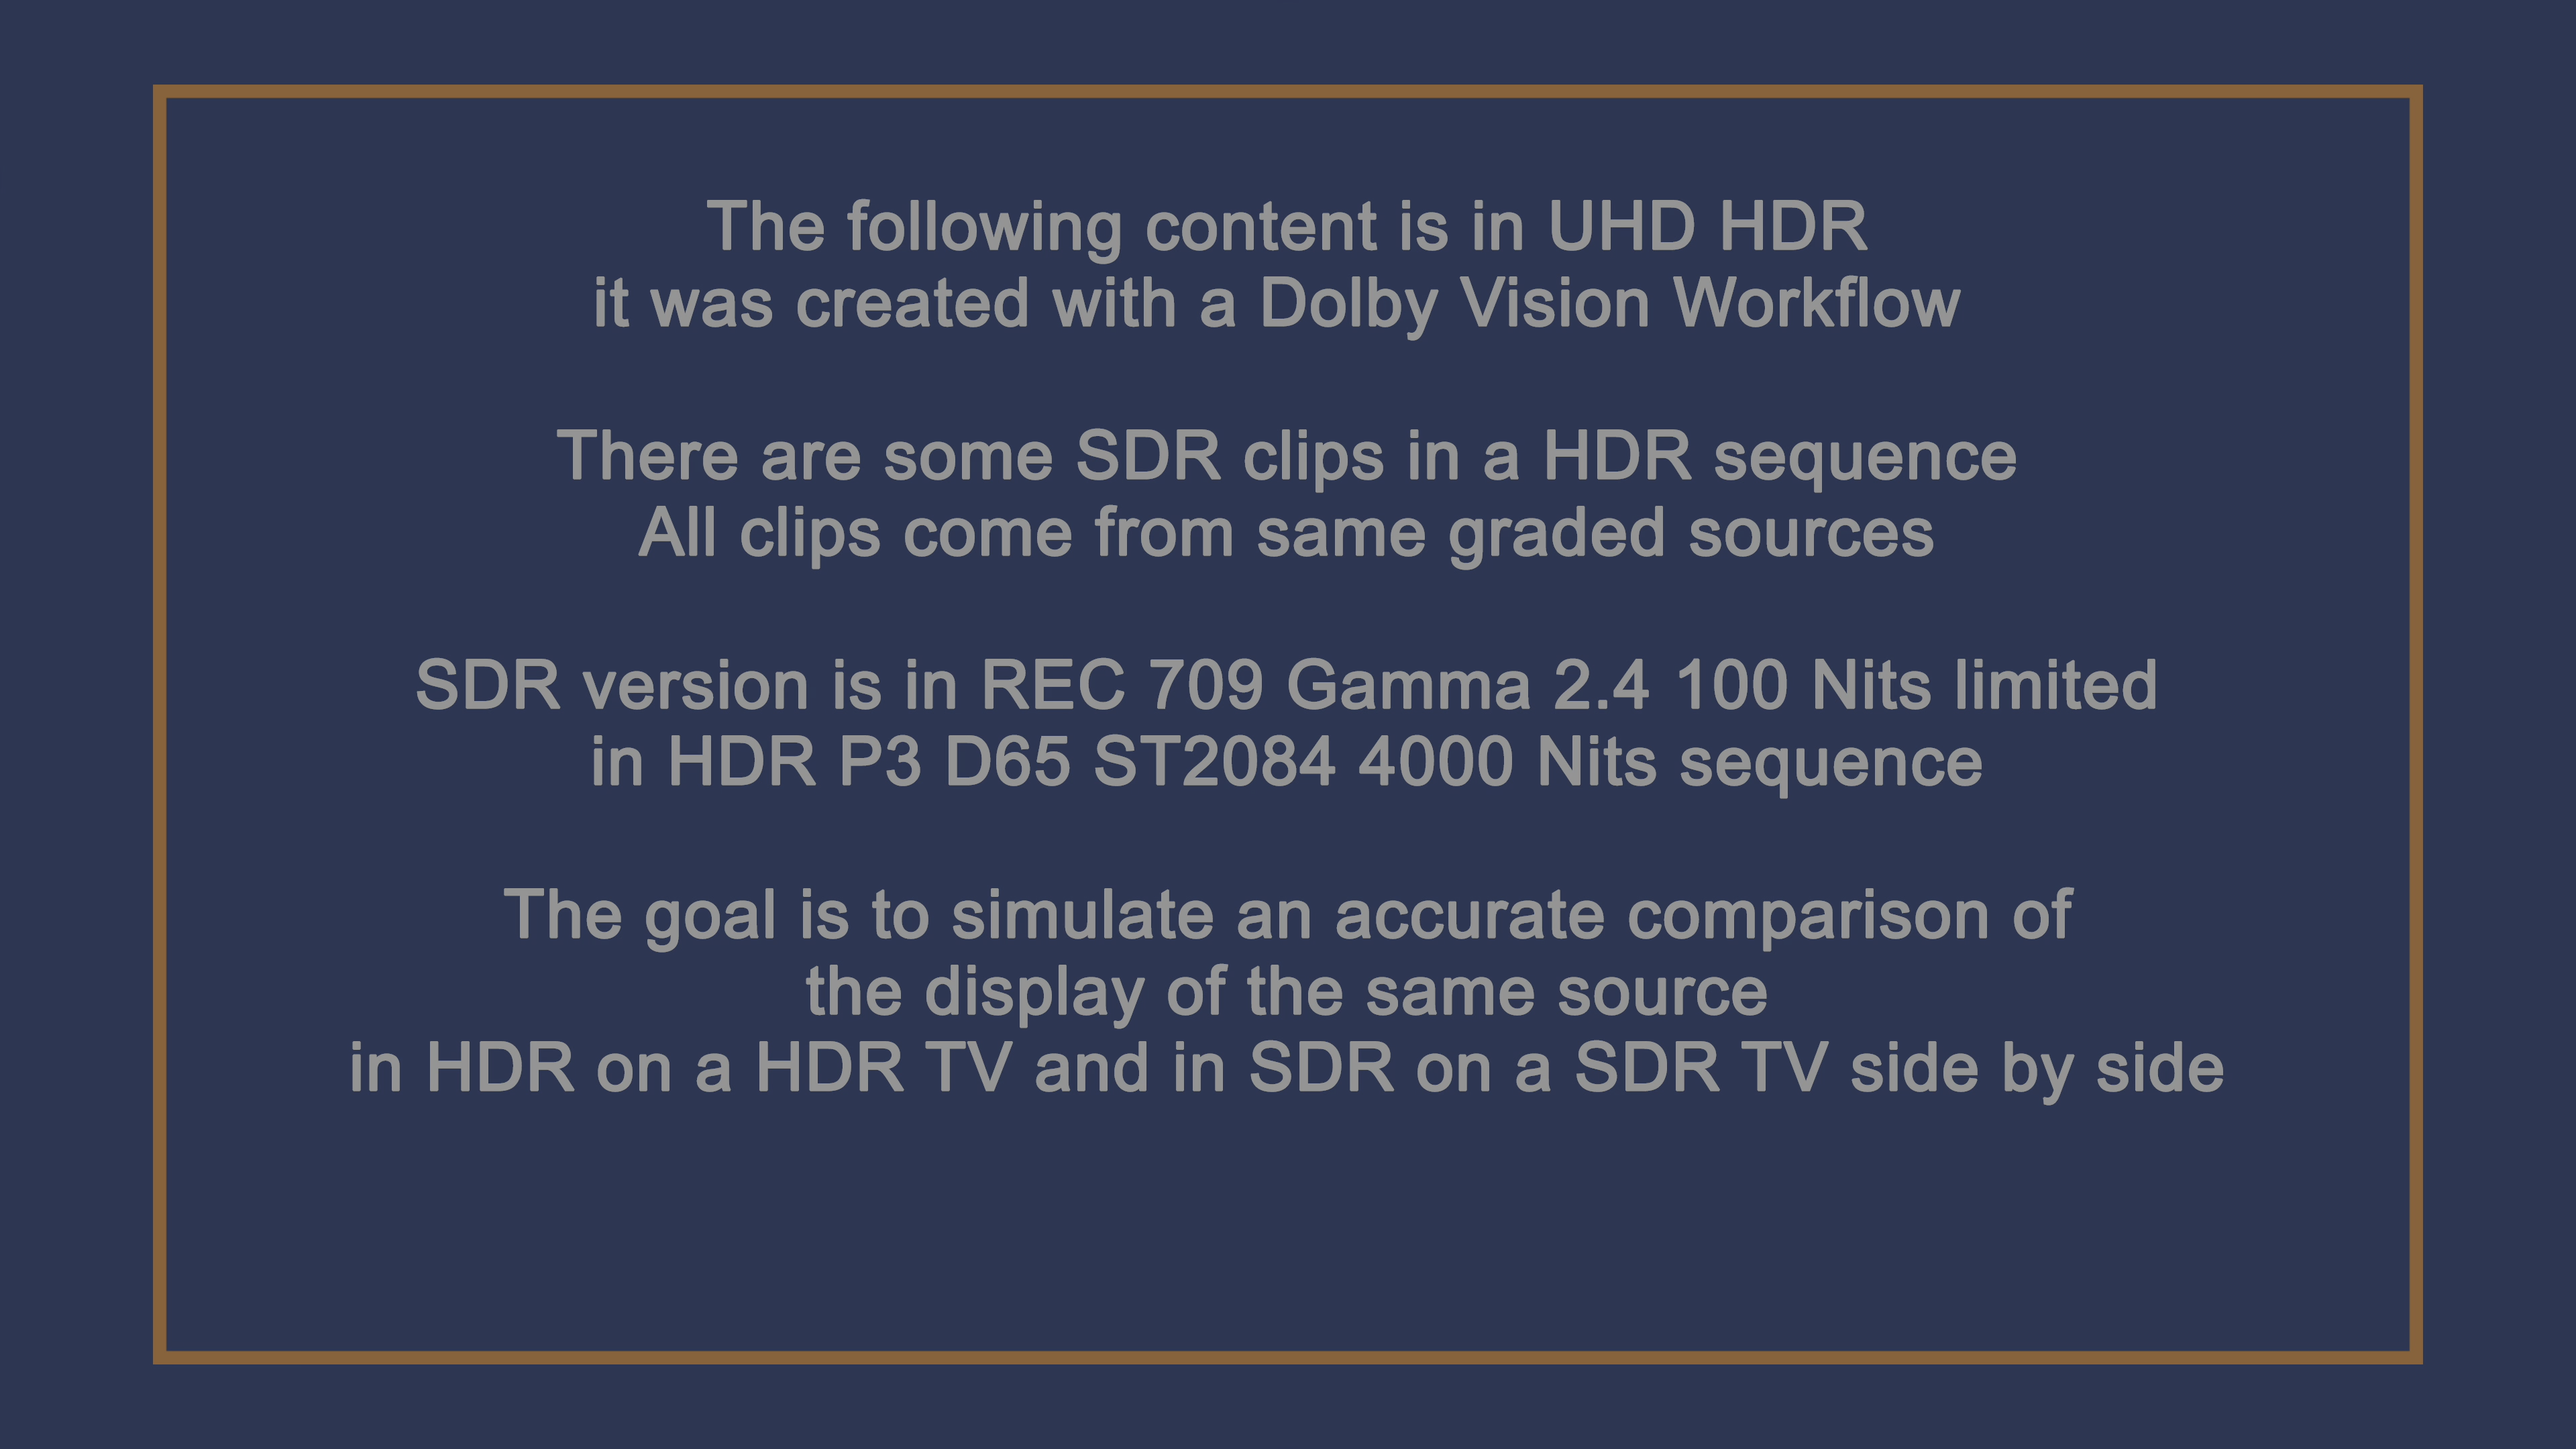 The following content is in UHD HDR
it was created with a Dolby Vision Workflow
There are some SDR clips in a HDR sequence
All clips come from same graded sources
SDR version is in REC 709 Gamma 2.4 100 Nits limited
in HDR P3 D65 ST2084 4000 Nits sequence
The goal is to simulate an accurate comparison of
the display of the same source
in HDR on a HDR TV and in SDR on a SDR TV side by side